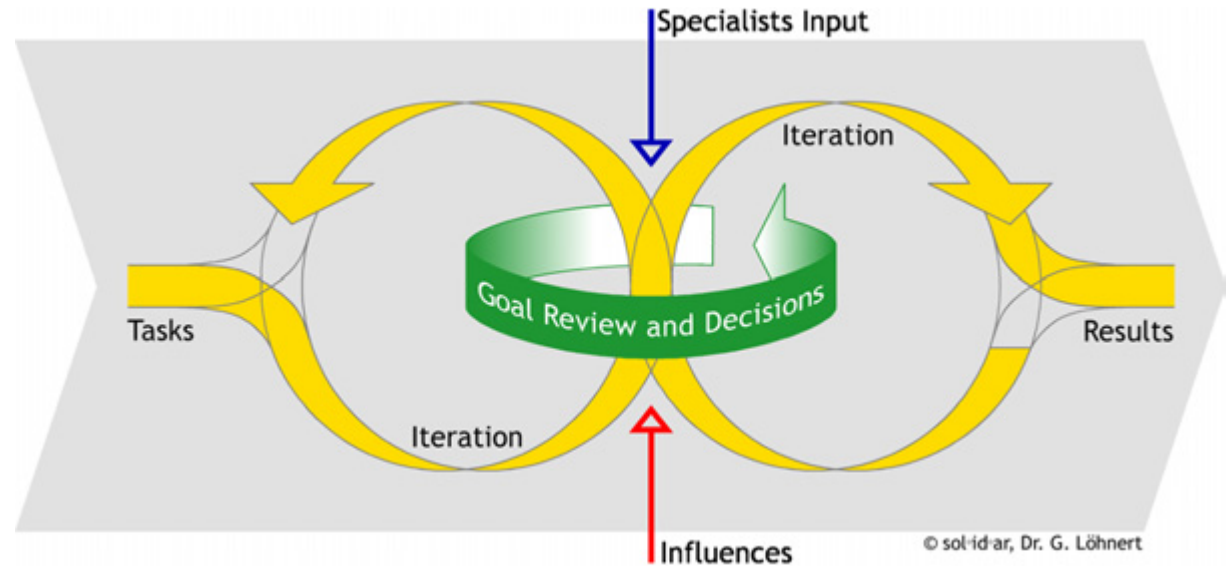 Specialists Input
Iteration
Goal Review and Decisions
Tasks
Results
Iteration
Influences
© sol·id·ar, Dr. G. Löhnert